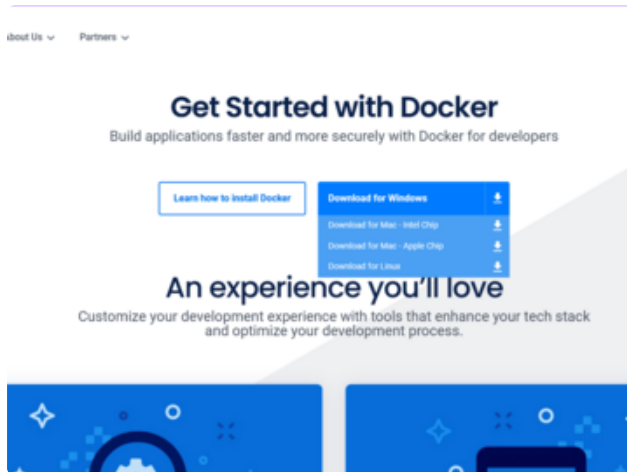 About Us
Partners
Get Started with Docker
Build applications faster and more securely with Docker for developers
Learn how to install Docker
Download for Windows
Download for Mac - Intel Chip
Download for Mac - Apple Chip
Download for Linux
An experience you'll love
Customize your development experience with tools that enhance your tech stack
and optimize your development process.